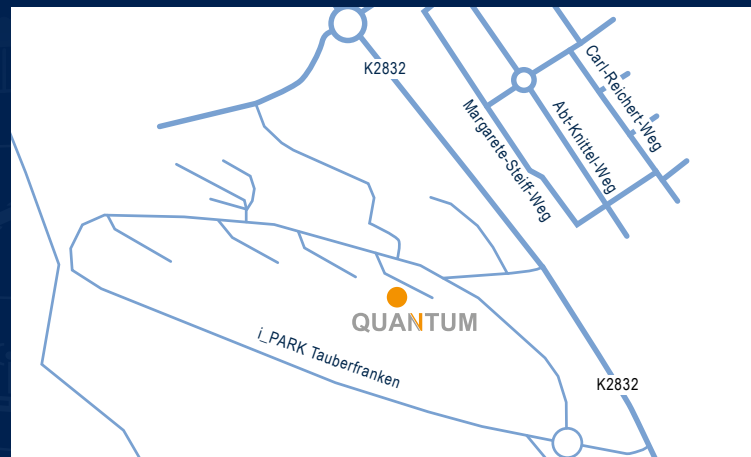 K2832
Carl-Reichert-Weg
Margarete-Steiff-Weg
Abt-Knittel-Weg
QUANTUM
i_PARK Tauberfranken
K2832